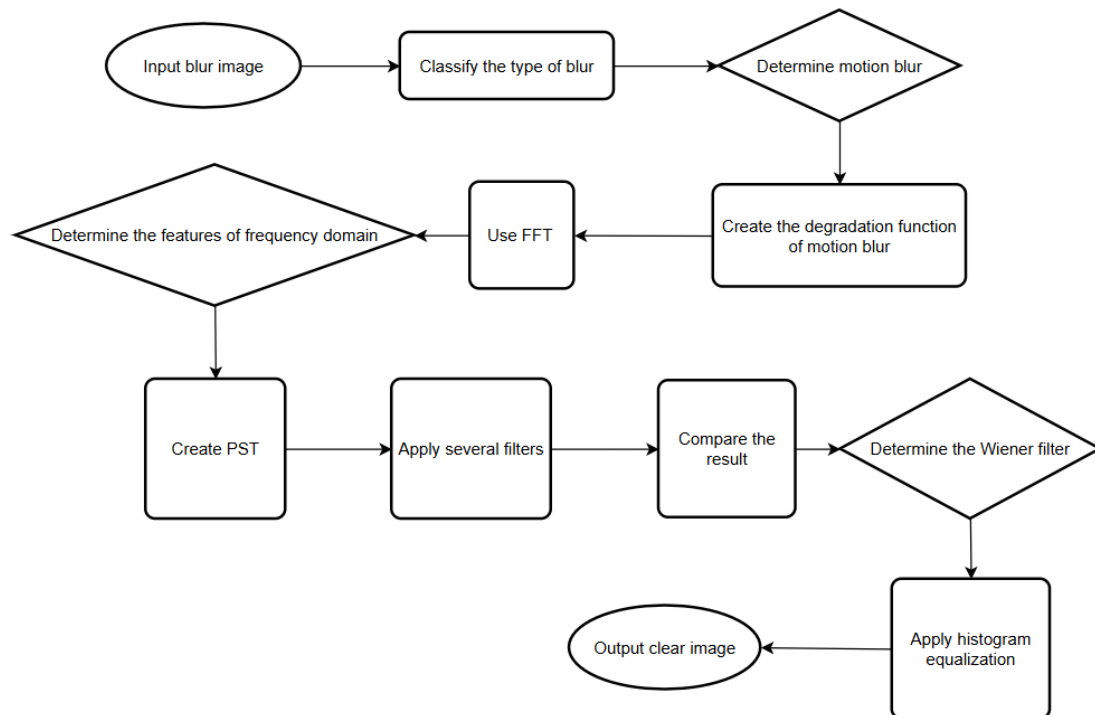 Input blur image
Classify the type of blur
Determine motion blur
Create the degradation function
of motion blur
Use FFT
Determine the features of frequency domain
Create PST
Apply several filters
Compare the
result
Determine the Wiener filter
Apply histogram
equalization
Output clear image